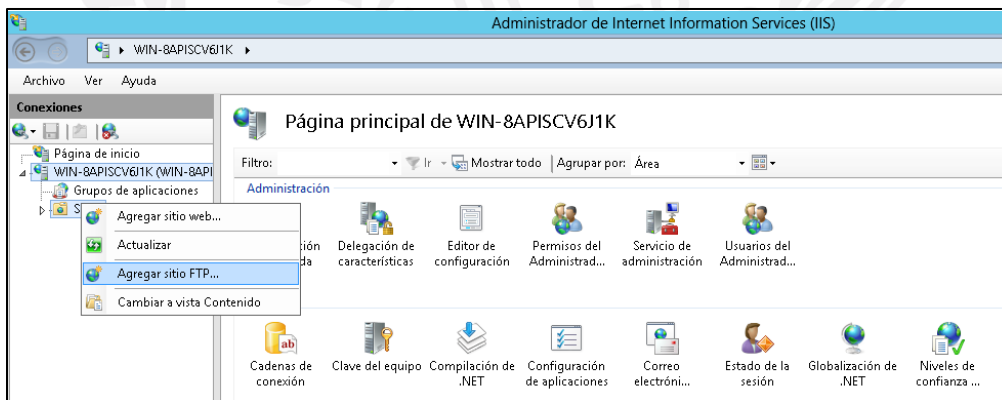 Administrador de Internet Information Services (IIS)
WIN-8APISCV6J1K
Archivo Ver Ayuda
Conexiones
Página de inicio
WIN-8APISCV6J1K (WIN-8API
Grupos de aplicaciones
S
Agregar sitio web...
Actualizar
Agregar sitio FTP...
Cambiar a vista Contenido
Página principal de WIN-8APISCV6J1K
Filtro: Ir Mostrar todo Agrupar por: Área
Administración
ión Delegación de Editor de Permisos del Servicio de Usuarios del
da características configuración Administrad... administración Administrad...
ab
Cadenas de Clave del equipo Compilación de Configuración Correo Estado de la Globalización de Niveles de
conexión .NET de aplicaciones electróni... sesión .NET confianza ...